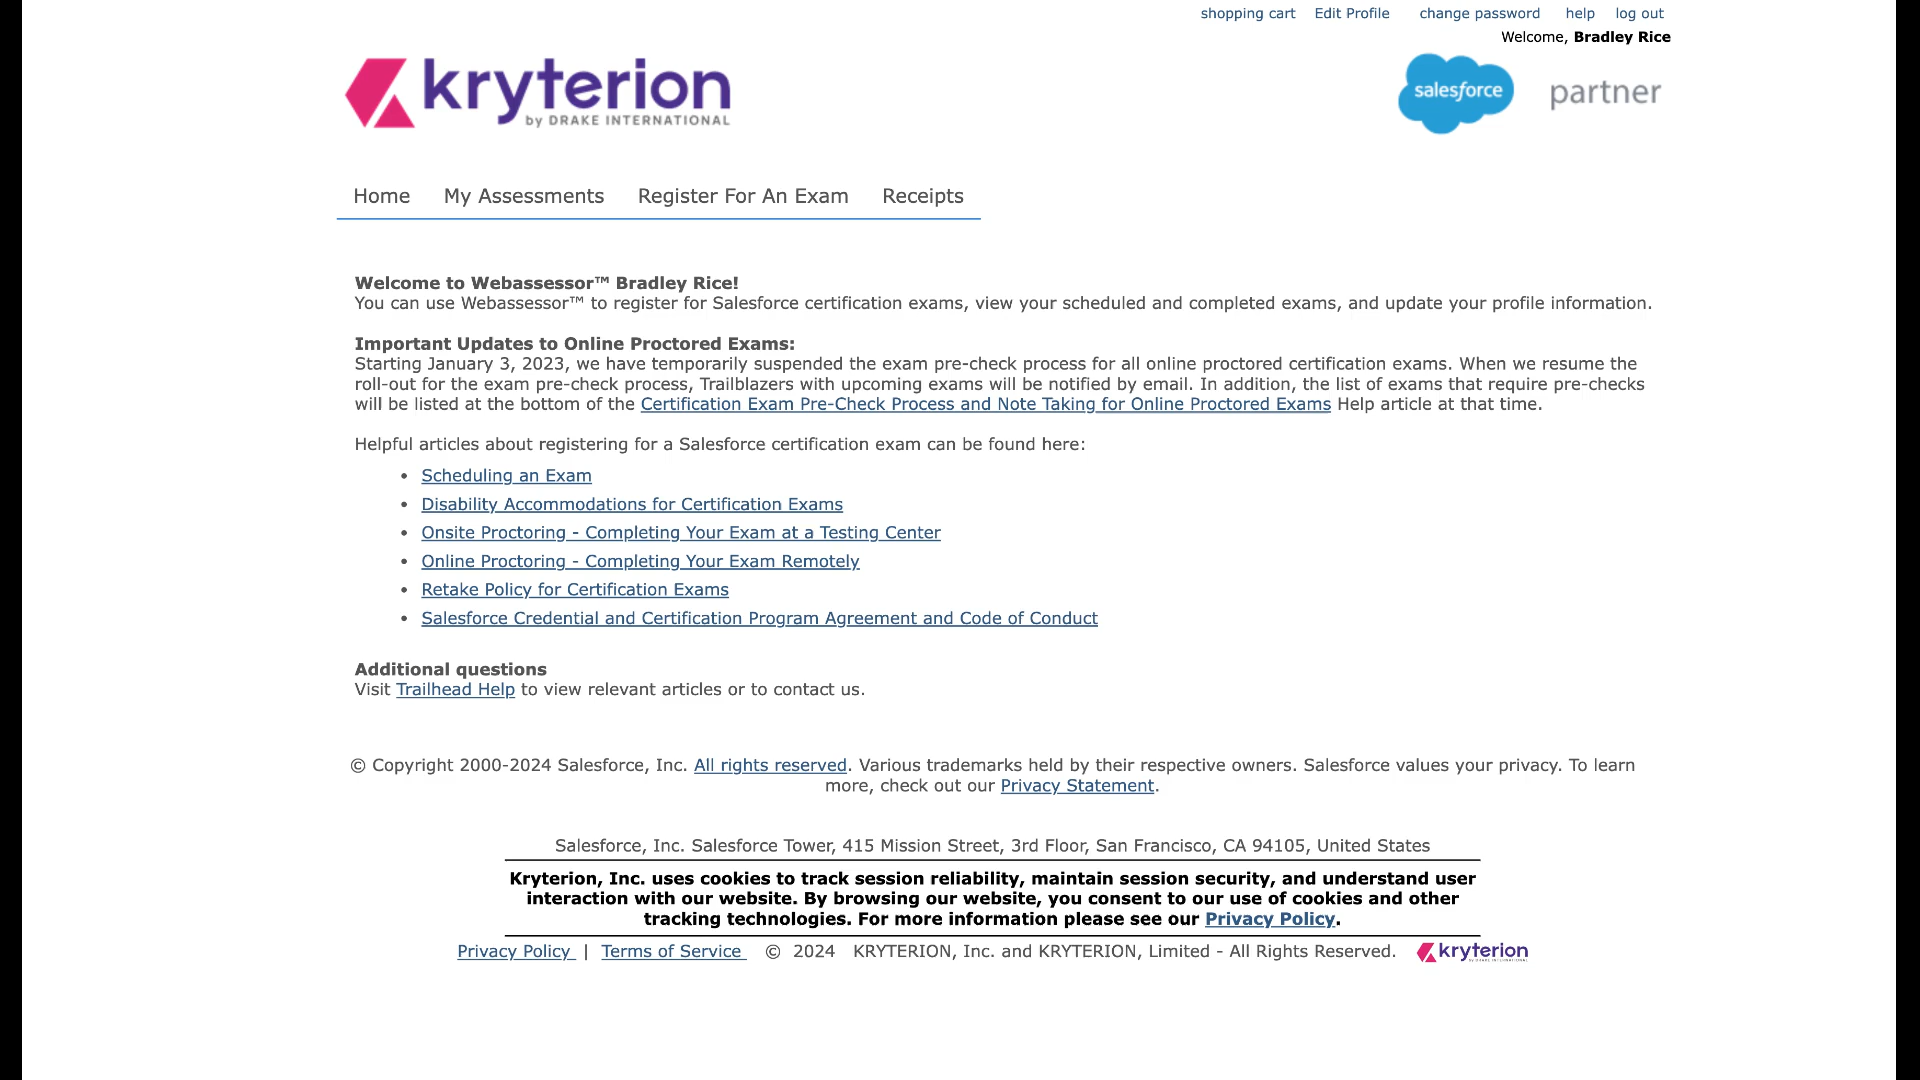 shopping cart Edit Profile change password help log out
Welcome, Bradley Rice
kryterion
by DRAKE INTERNATIONAL
salesforce partner
Home My Assessments Register For An Exam Receipts
Welcome to Webassessor™ Bradley Rice!
You can use Webassessor™ to register for Salesforce certification exams, view your scheduled and completed exams, and update your profile information.
Important Updates to Online Proctored Exams:
Starting January 3, 2023, we have temporarily suspended the exam pre-check process for all online proctored certification exams. When we resume the
roll-out for the exam pre-check process, Trailblazers with upcoming exams will be notified by email. In addition, the list of exams that require pre-checks
will be listed at the bottom of the Certification Exam Pre-Check Process and Note Taking for Online Proctored Exams Help article at that time.
Helpful articles about registering for a Salesforce certification exam can be found here:
• Scheduling an Exam
• Disability Accommodations for Certification Exams
• Onsite Proctoring - Completing Your Exam at a Testing Center
• Online Proctoring - Completing Your Exam Remotely
• Retake Policy for Certification Exams
• Salesforce Credential and Certification Program Agreement and Code of Conduct
Additional questions
Visit Trailhead Help to view relevant articles or to contact us.
© Copyright 2000-2024 Salesforce, Inc. All rights reserved. Various trademarks held by their respective owners. Salesforce values your privacy. To learn
more, check out our Privacy Statement.
Salesforce, Inc. Salesforce Tower, 415 Mission Street, 3rd Floor, San Francisco, CA 94105, United States
Kryterion, Inc. uses cookies to track session reliability, maintain session security, and understand user
interaction with our website. By browsing our website, you consent to our use of cookies and other
tracking technologies. For more information please see our Privacy Policy.
Privacy Policy | Terms of Service © 2024 KRYTERION, Inc. and KRYTERION, Limited - All Rights Reserved. kryterion
by DRAKE INTERNATIONAL